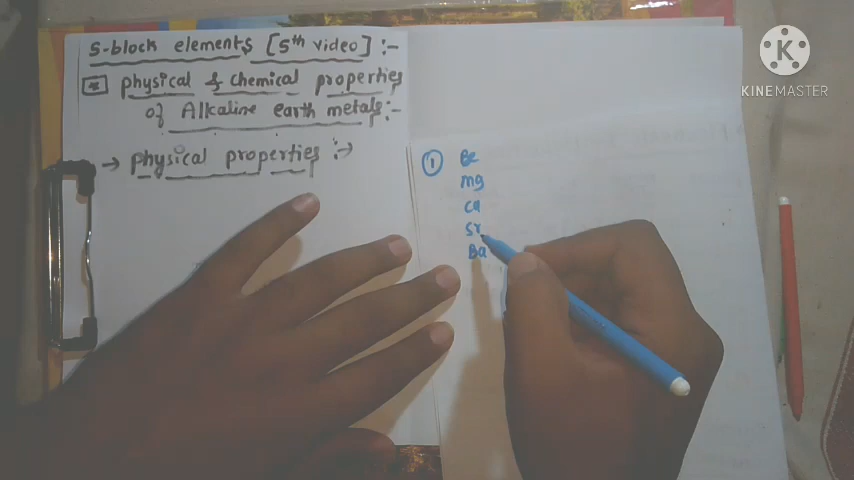 S-block elements [5th video] :-
* physical & chemical properties
of Alkaline earth metals:-
→ physical properties :→
① Be
mg
ca
sr
Ba
K
KINEMASTER